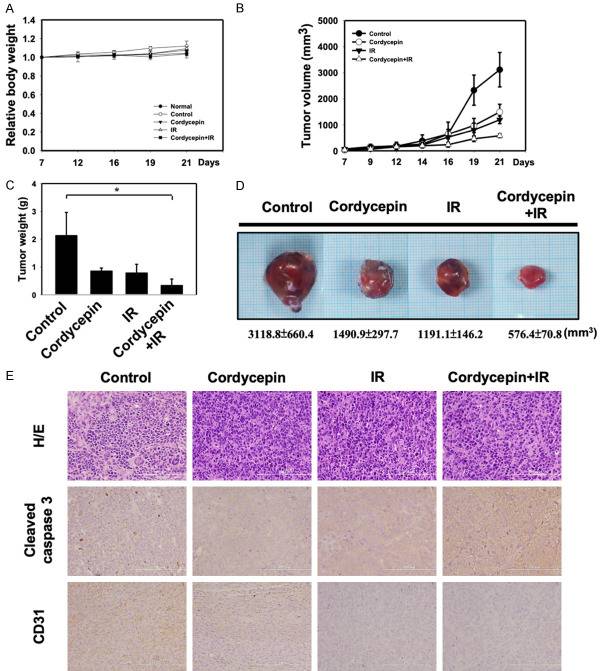 A
Relative body weight
1.4
1.2
1.0
0.8
0.6
0.4
0.2
0.0
Normal
Control
Cordycepin
IR
Cordycepin+IR
7 12 16 19 21 Days
B
Tumor volume (mm3)
5000
4000
3000
2000
1000
0
Control
Cordycepin
IR
Cordycepin+IR
7 9 12 14 16 19 21 Days
C
Tumor weight (g)
4
3
2
1
0
*
Control
Cordycepin
IR
Cordycepin
+IR
D
Control Cordycepin IR Cordycepin
+IR
3118.8±660.4 1490.9±297.7 1191.1±146.2 576.4±70.8 (mm3)
E
Control Cordycepin IR Cordycepin+IR
H/E
Cleaved
caspase 3
CD31